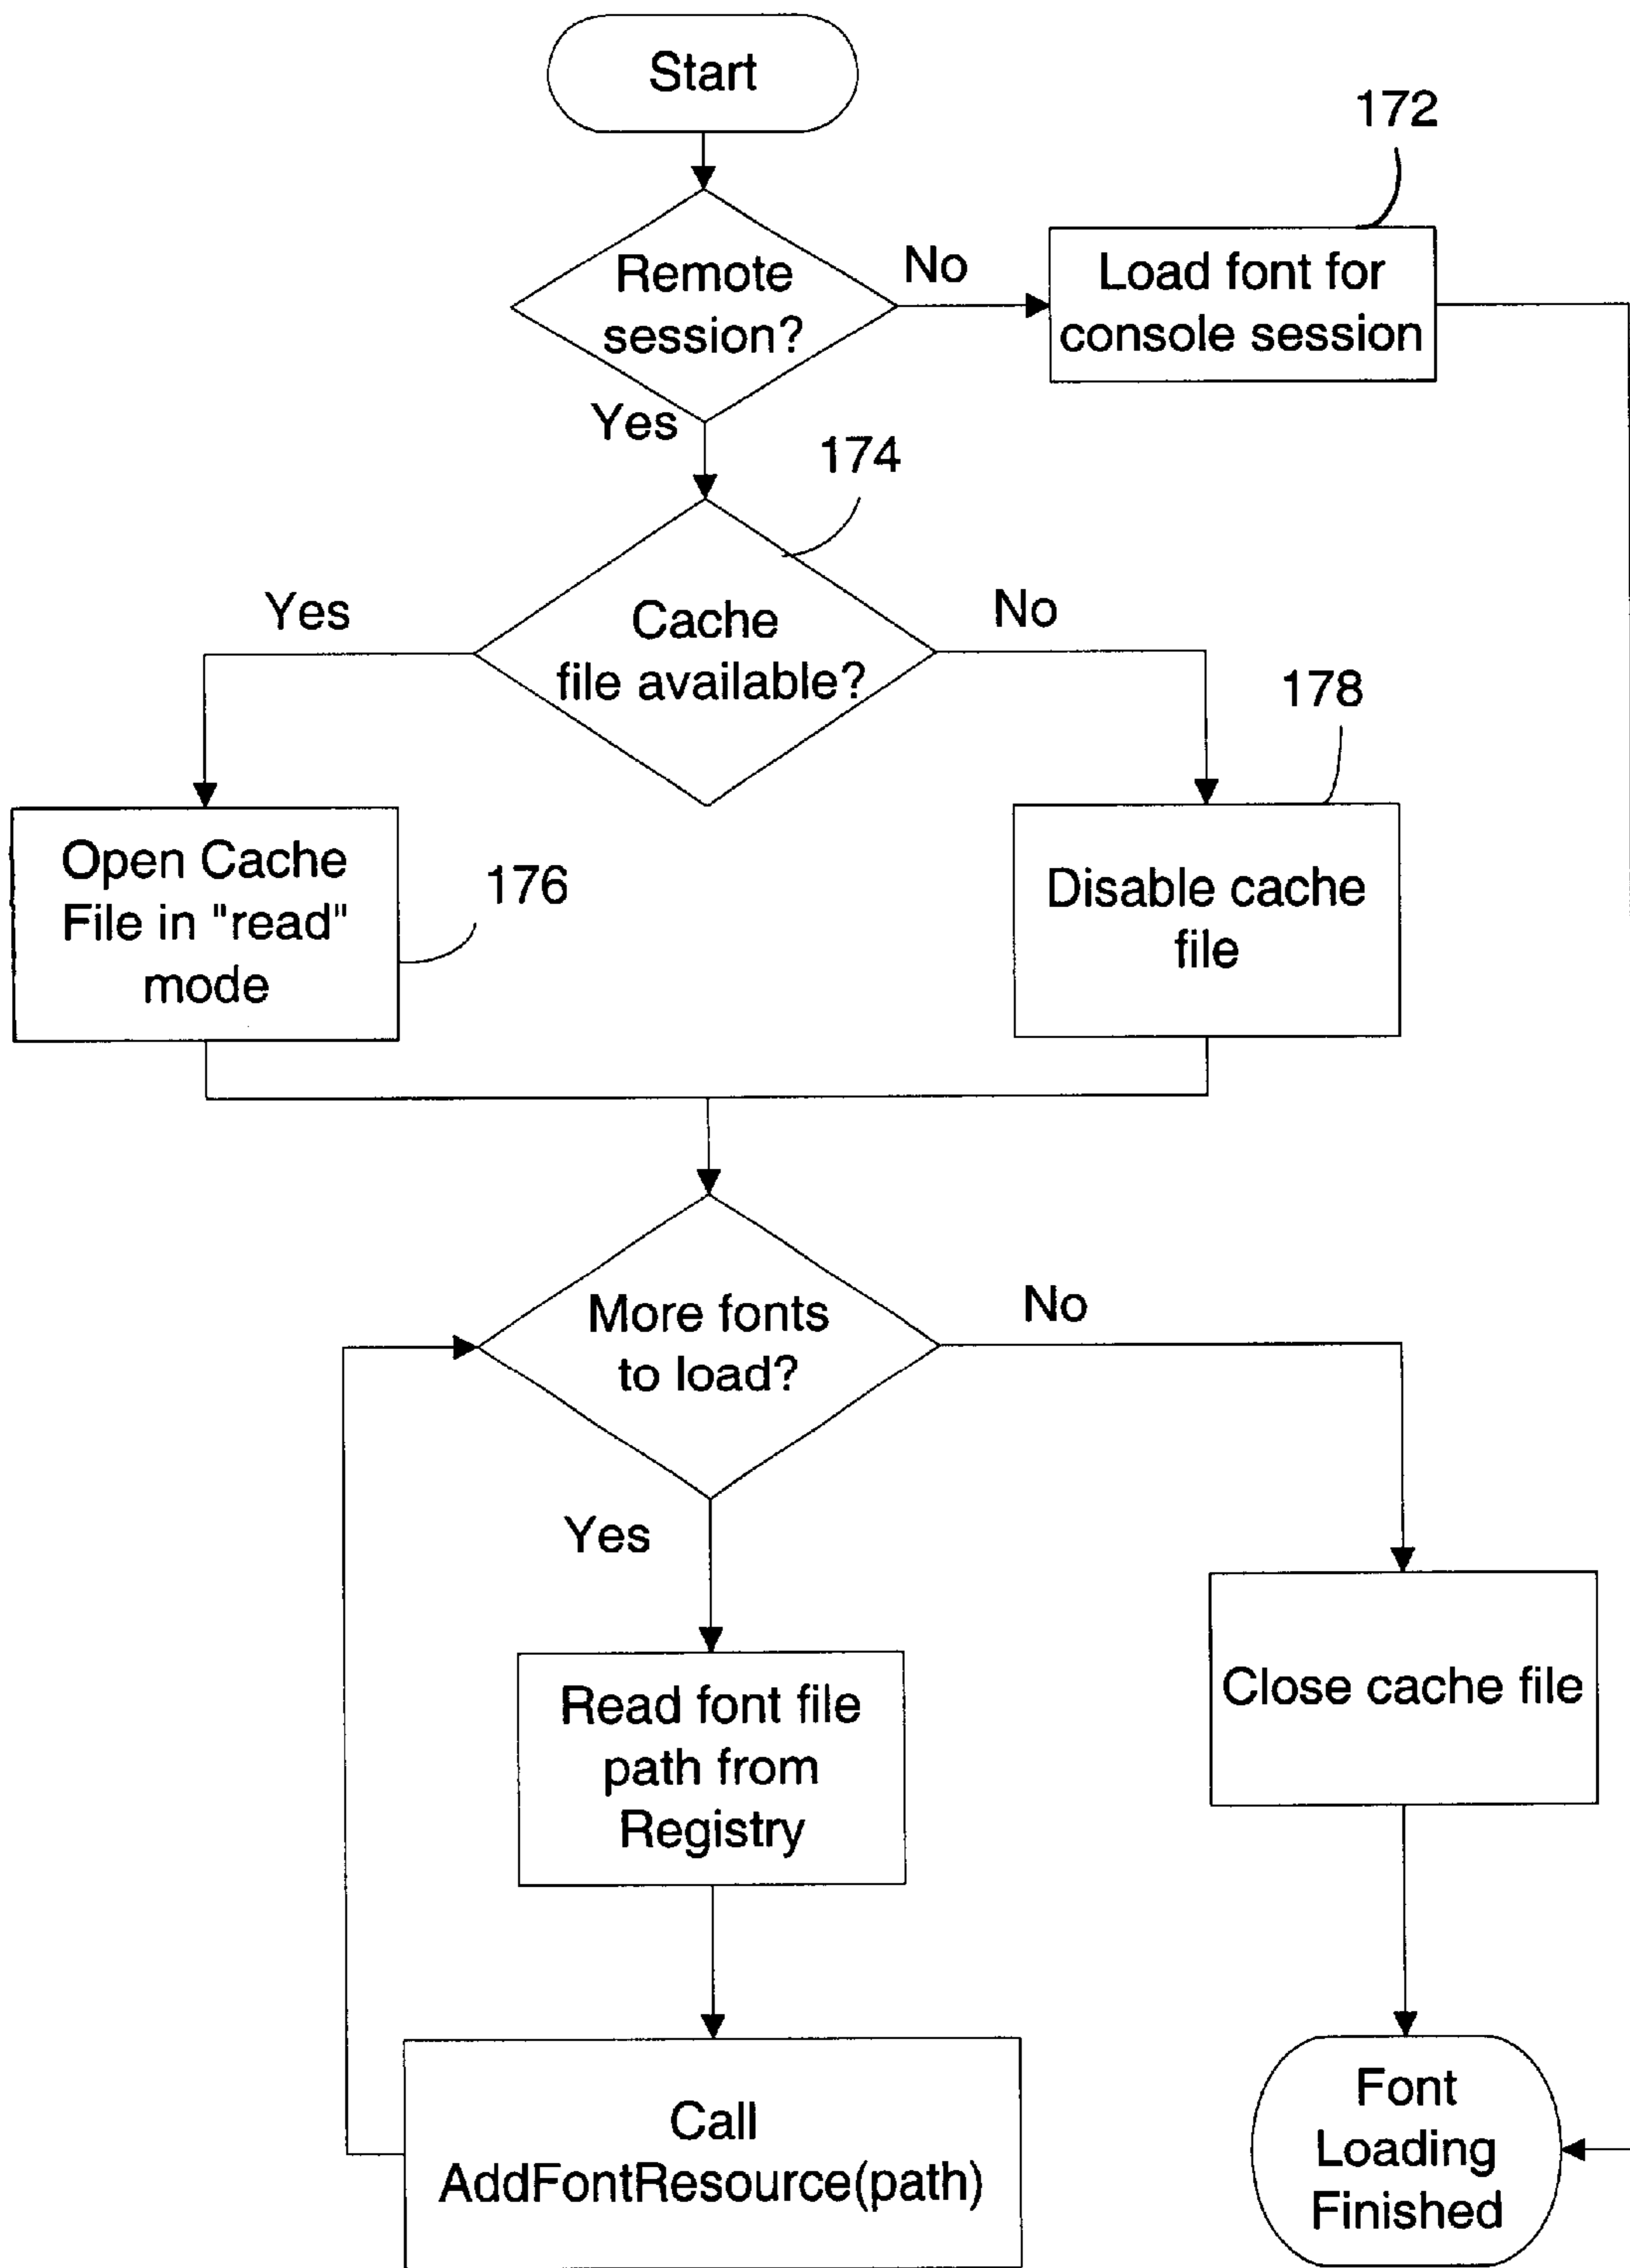 Start
172
Remote
session?
No
Load font for
console session
Yes
174
Yes
Cache
file available?
No
178
Open Cache
File in "read"
mode
176
Disable cache
file
More fonts
to load?
No
Yes
Read font file
path from
Registry
Close cache file
Call
AddFontResource(path)
Font
Loading
Finished